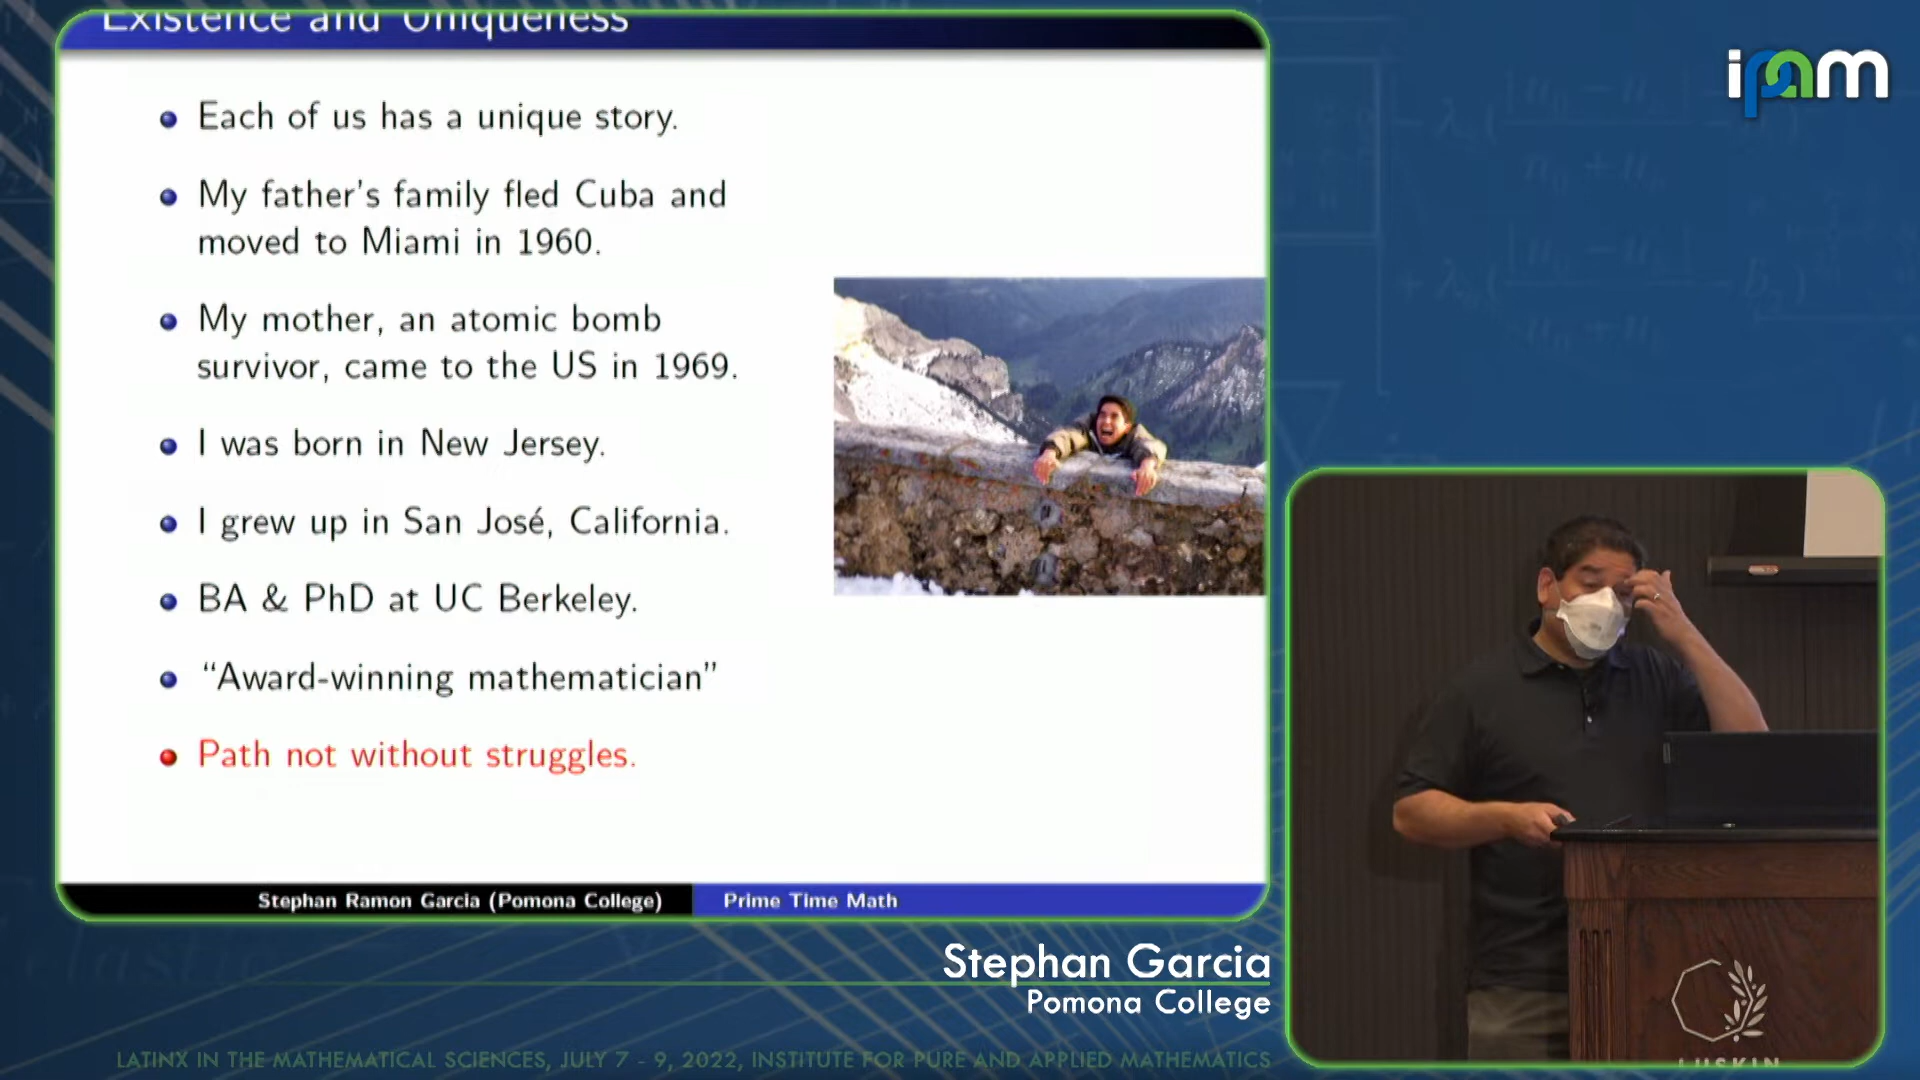 Existence and Uniqueness
ipam
Each of us has a unique story.
My father's family fled Cuba and
moved to Miami in 1960.
My mother, an atomic bomb
survivor, came to the US in 1969.
I was born in New Jersey.
I grew up in San José, California.
BA & PhD at UC Berkeley.
“Award-winning mathematician”
Path not without struggles.
Stephan Ramon Garcia (Pomona College)
Prime Time Math
Stephan Garcia
Pomona College
LATINX IN THE MATHEMATICAL SCIENCES, JULY 7 - 9, 2022, INSTITUTE FOR PURE AND APPLIED MATHEMATICS
LUSKIN